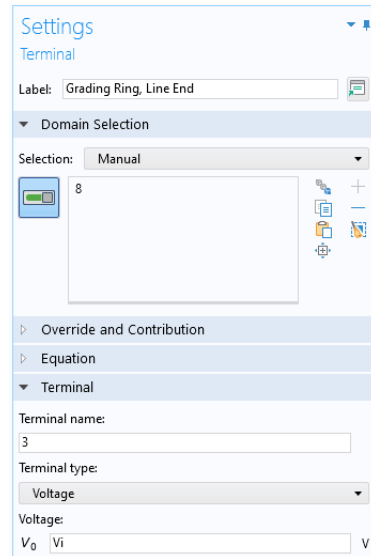 Settings
Terminal
Label: Grading Ring, Line End
Domain Selection
Selection: Manual
8
Override and Contribution
Equation
Terminal
Terminal name:
3
Terminal type:
Voltage
Voltage:
V0 Vi V